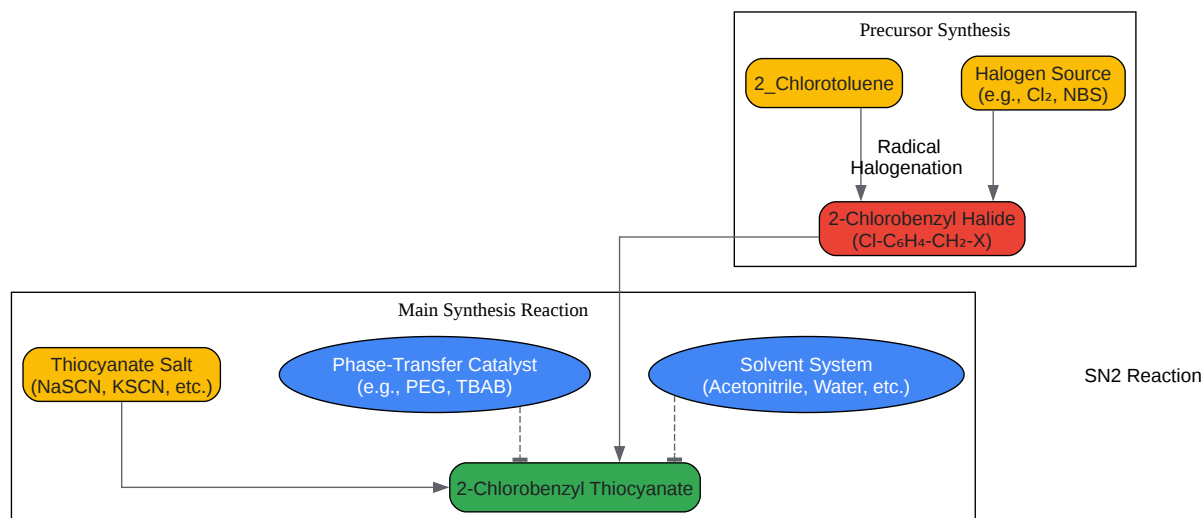 Precursor Synthesis
2_Chlorotoluene
Halogen Source
(e.g., Cl₂, NBS)
Radical
Halogenation
2-Chlorobenzyl Halide
(Cl-C₆H₄-CH₂-X)
Main Synthesis Reaction
Thiocyanate Salt
(NaSCN, KSCN, etc.)
Phase-Transfer Catalyst
(e.g., PEG, TBAB)
Solvent System
(Acetonitrile, Water, etc.)
SN2 Reaction
2-Chlorobenzyl Thiocyanate